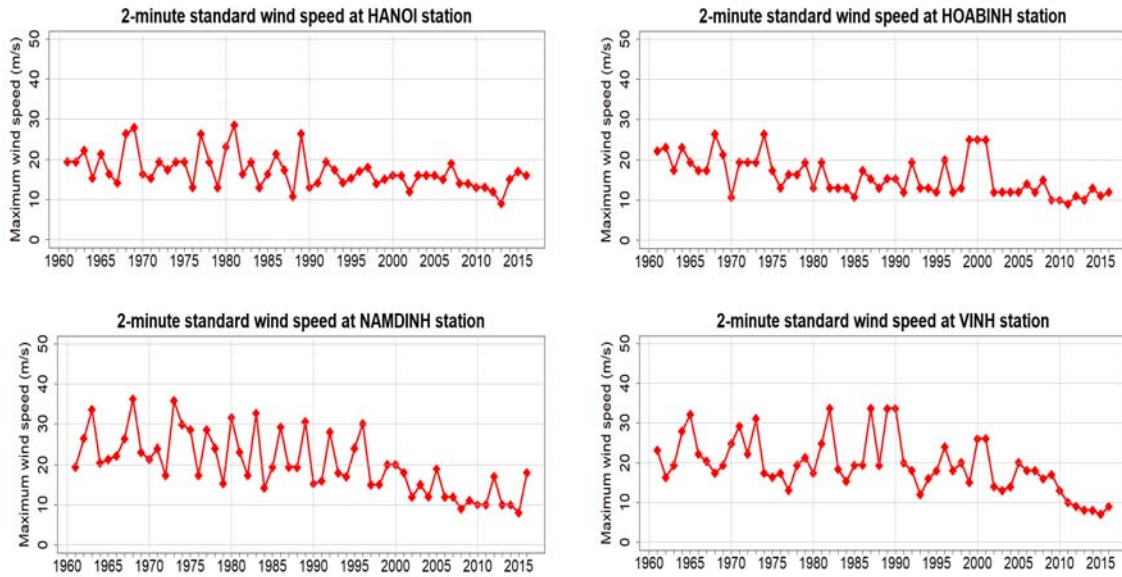 2-minute standard wind speed at HANOI station
Maximum wind speed (m/s)
50
40
30
20
10
0
1960 1965 1970 1975 1980 1985 1990 1995 2000 2005 2010 2015
2-minute standard wind speed at HOABINH station
Maximum wind speed (m/s)
50
40
30
20
10
0
1960 1965 1970 1975 1980 1985 1990 1995 2000 2005 2010 2015
2-minute standard wind speed at NAMDINH station
Maximum wind speed (m/s)
50
40
30
20
10
0
1960 1965 1970 1975 1980 1985 1990 1995 2000 2005 2010 2015
2-minute standard wind speed at VINH station
Maximum wind speed (m/s)
50
40
30
20
10
0
1960 1965 1970 1975 1980 1985 1990 1995 2000 2005 2010 2015